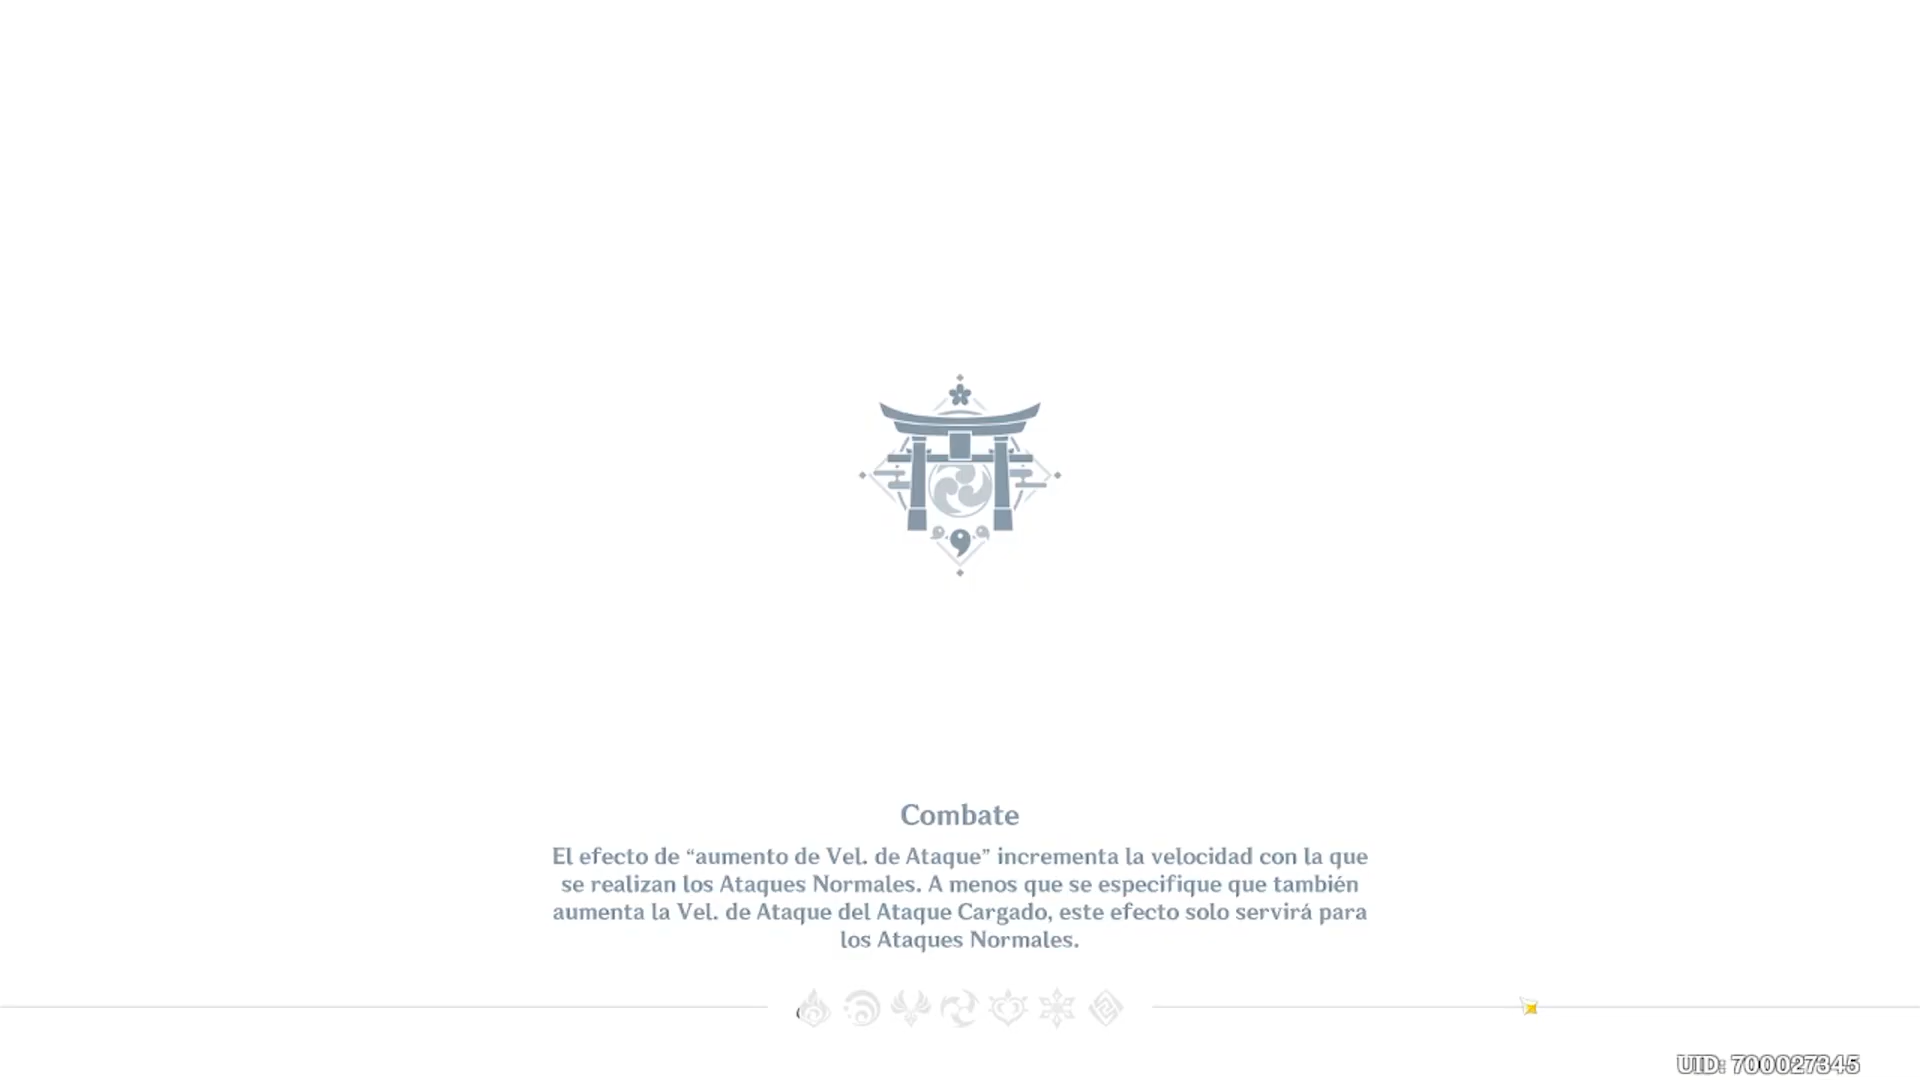 Combate
El efecto de “aumento de Vel. de Ataque” incrementa la velocidad con la que
se realizan los Ataques Normales. A menos que se especifique que también
aumenta la Vel. de Ataque del Ataque Cargado, este efecto solo servirá para
los Ataques Normales.
UID: 700027345